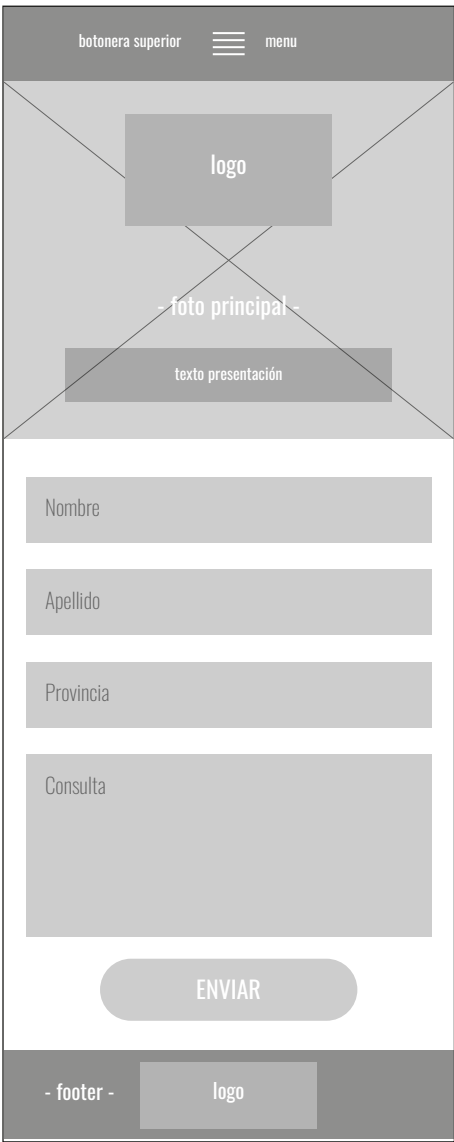 botonera superior menu
logo
- foto principal -
texto presentación
Nombre
Apellido
Provincia
Consulta
ENVIAR
- footer - logo